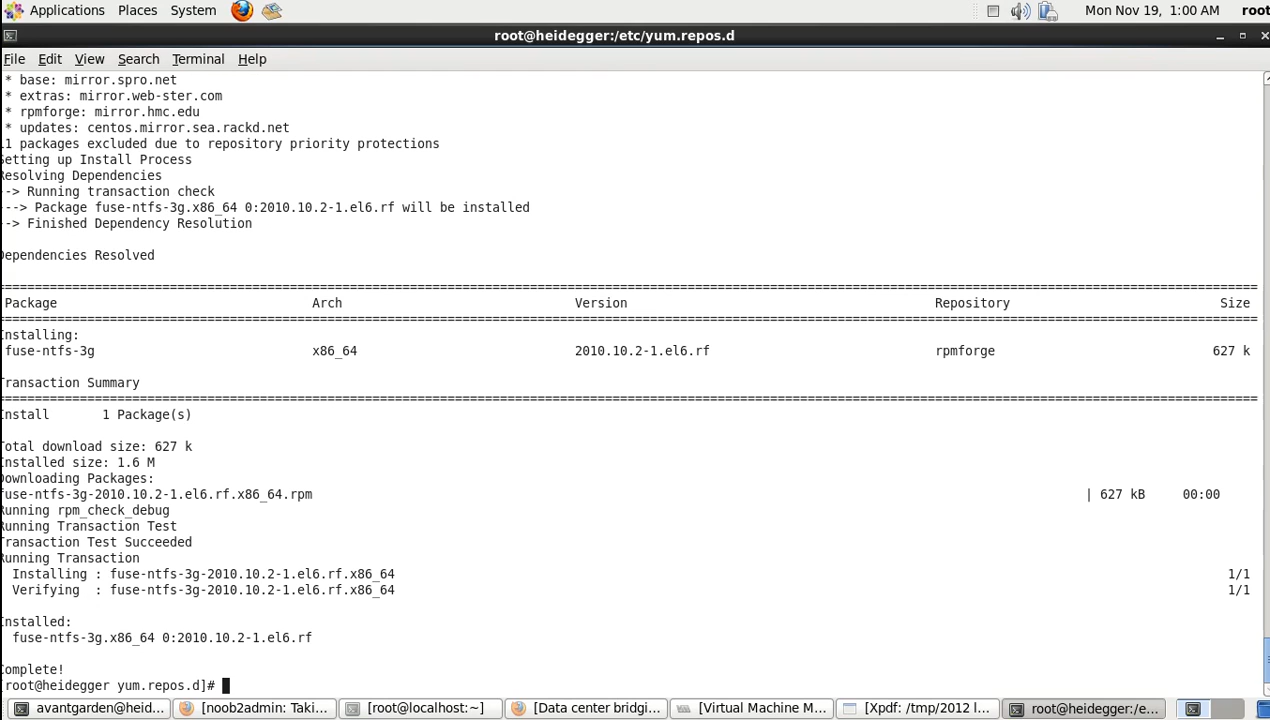 Applications Places System Mon Nov 19, 1:00 AM root
root@heidegger:/etc/yum.repos.d
File Edit View Search Terminal Help
* base: mirror.spro.net
* extras: mirror.web-ster.com
* rpmforge: mirror.hmc.edu
* updates: centos.mirror.sea.rackd.net
11 packages excluded due to repository priority protections
Setting up Install Process
Resolving Dependencies
--> Running transaction check
---> Package fuse-ntfs-3g.x86_64 0:2010.10.2-1.el6.rf will be installed
--> Finished Dependency Resolution
Dependencies Resolved
Package Arch Version Repository Size
Installing:
fuse-ntfs-3g x86_64 2010.10.2-1.el6.rf rpmforge 627 k
Transaction Summary
Install 1 Package(s)
Total download size: 627 k
Installed size: 1.6 M
Downloading Packages:
fuse-ntfs-3g-2010.10.2-1.el6.rf.x86_64.rpm | 627 kB 00:00
Running rpm_check_debug
Running Transaction Test
Transaction Test Succeeded
Running Transaction
Installing : fuse-ntfs-3g-2010.10.2-1.el6.rf.x86_64 1/1
Verifying : fuse-ntfs-3g-2010.10.2-1.el6.rf.x86_64 1/1
Installed:
fuse-ntfs-3g.x86_64 0:2010.10.2-1.el6.rf
Complete!
[root@heidegger yum.repos.d]#
avantgarden@heid... [noob2admin: Taki... [root@localhost:~] [Data center bridgi... [Virtual Machine M... [Xpdf: /tmp/2012 l... root@heidegger:/e...